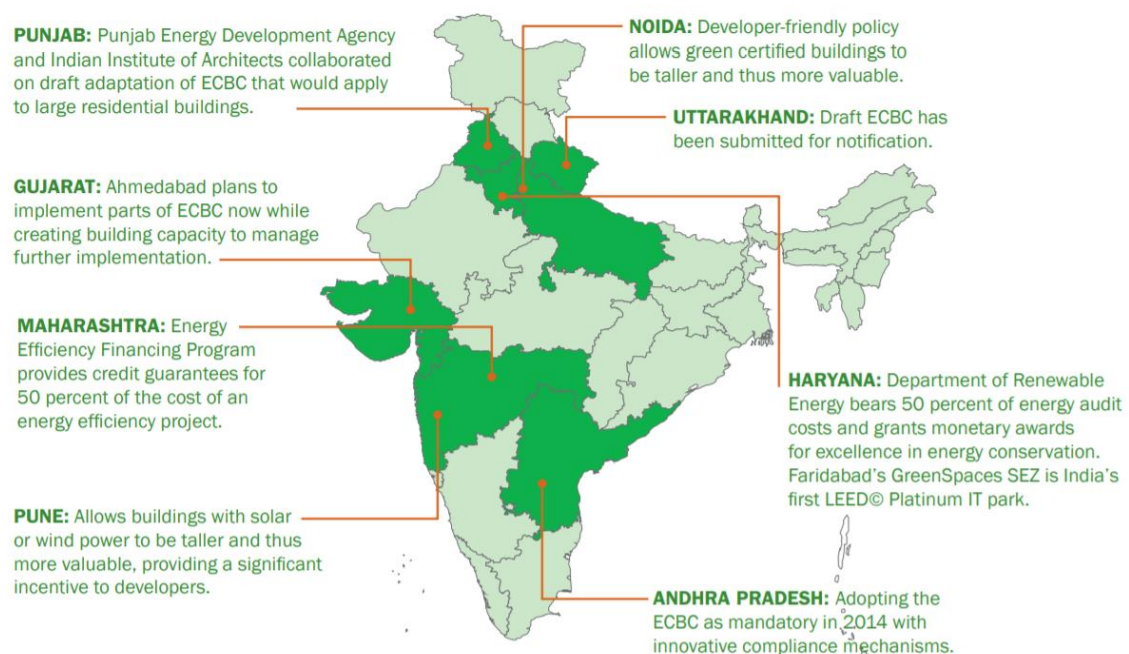 PUNJAB: Punjab Energy Development Agency
and Indian Institute of Architects collaborated
on draft adaptation of ECBC that would apply
to large residential buildings.
NOIDA: Developer-friendly policy
allows green certified buildings to
be taller and thus more valuable.
UTTARAKHAND: Draft ECBC has
been submitted for notification.
GUJARAT: Ahmedabad plans to
implement parts of ECBC now while
creating building capacity to manage
further implementation.
MAHARASHTRA: Energy
Efficiency Financing Program
provides credit guarantees for
50 percent of the cost of an
energy efficiency project.
HARYANA: Department of Renewable
Energy bears 50 percent of energy audit
costs and grants monetary awards
for excellence in energy conservation.
Faridabad's GreenSpaces SEZ is India's
first LEED© Platinum IT park.
PUNE: Allows buildings with solar
or wind power to be taller and thus
more valuable, providing a significant
incentive to developers.
ANDHRA PRADESH: Adopting the
ECBC as mandatory in 2014 with
innovative compliance mechanisms.